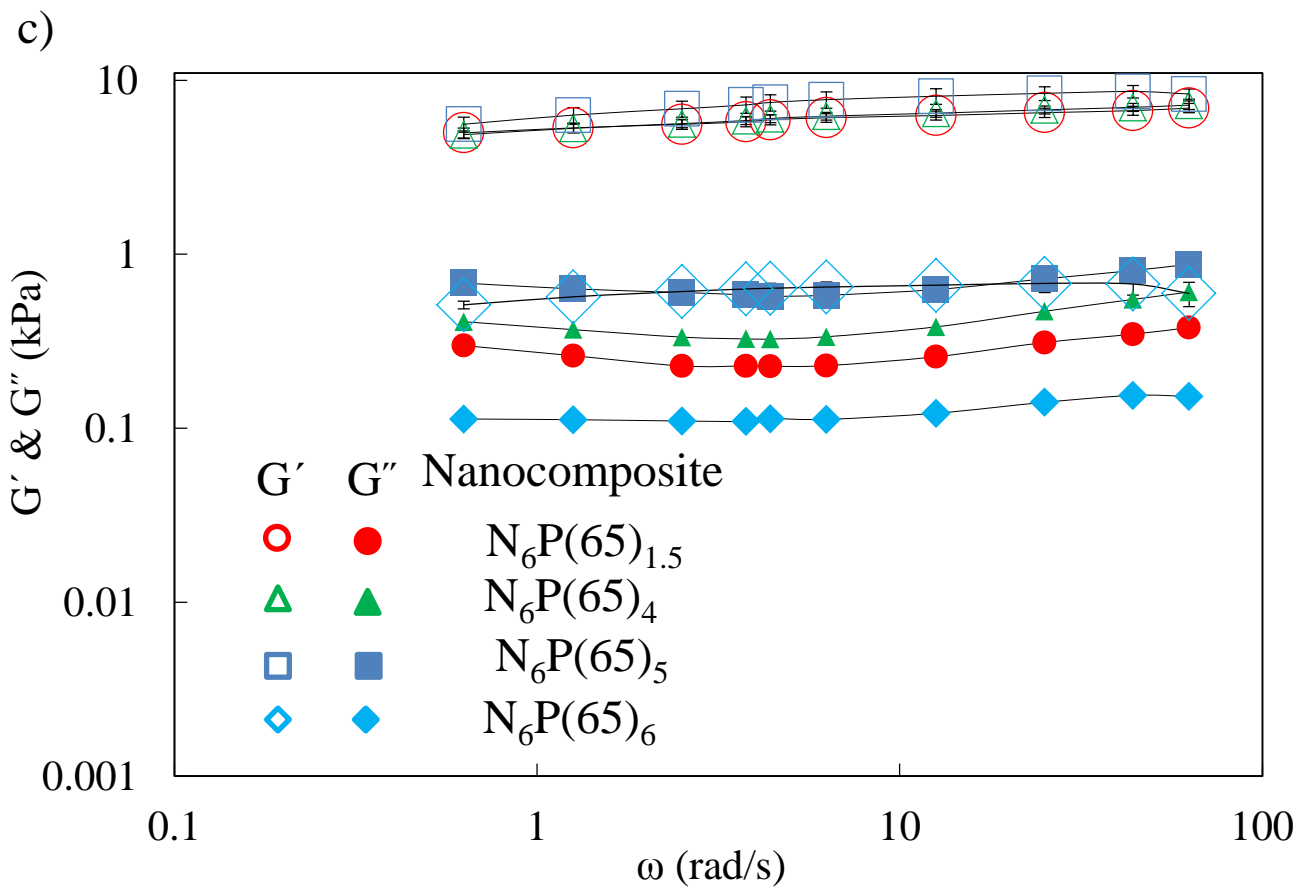 c)
10
1
0.1
0.01
0.001
G′ & G″ (kPa)
G′ G″ Nanocomposite
N₆P(65)₁.₅
N₆P(65)₄
N₆P(65)₅
N₆P(65)₆
0.1 1 10 100
ω (rad/s)